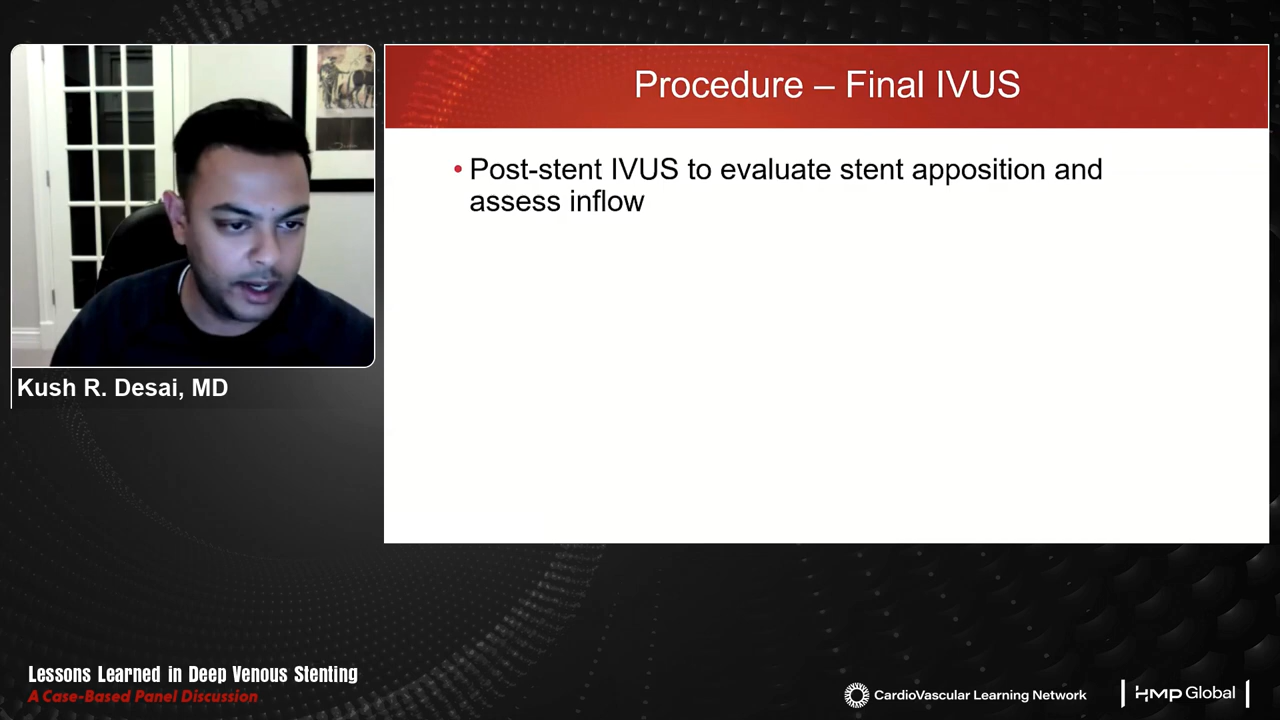 Procedure – Final IVUS
• Post-stent IVUS to evaluate stent apposition and
assess inflow
Kush R. Desai, MD
Lessons Learned in Deep Venous Stenting
A Case-Based Panel Discussion
CardioVascular Learning Network
HMP Global